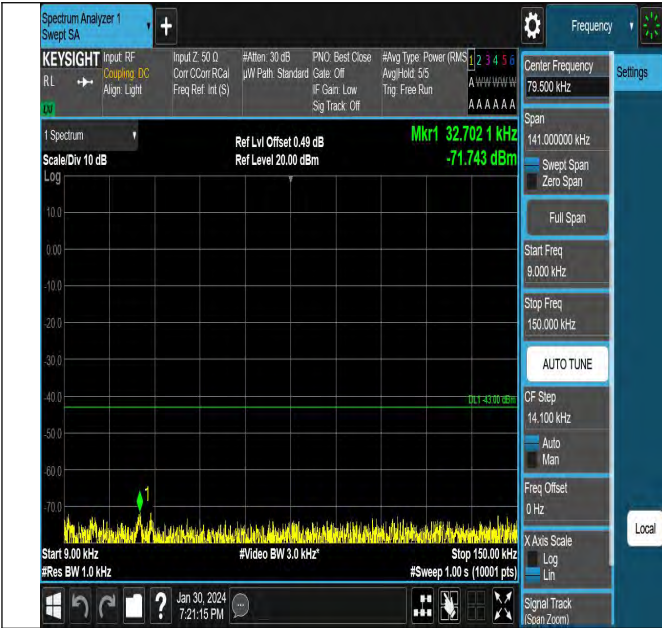 Spectrum Analyzer 1
Swept SA
+
Frequency
KEYSIGHT
RL
Input: RF
Coupling: DC
Align: Light
Input Z: 50 Ω
Corr CCorr RCal
Freq Ref: Int (S)
#Atten: 30 dB
µW Path: Standard
PNO: Best Close
Gate: Off
IF Gain: Low
Sig Track: Off
#Avg Type: Power (RMS
Avg|Hold: 5/5
Trig: Free Run
1 2 3 4 5 6
A W W W W W
A A A A A A
1 Spectrum
Scale/Div 10 dB
Log
Ref Lvl Offset 0.49 dB
Ref Level 20.00 dBm
Mkr1 32.702 1 kHz
-71.743 dBm
10.0
0.00
-10.0
-20.0
-30.0
-40.0
-50.0
-60.0
-70.0
DL1 -43.00 dBm
1
Start 9.00 kHz
#Res BW 1.0 kHz
#Video BW 3.0 kHz*
Stop 150.00 kHz
#Sweep 1.00 s (10001 pts)
Center Frequency
79.500 kHz
Span
141.000000 kHz
Swept Span
Zero Span
Full Span
Start Freq
9.000 kHz
Stop Freq
150.000 kHz
AUTO TUNE
CF Step
14.100 kHz
Auto
Man
Freq Offset
0 Hz
X Axis Scale
Log
Lin
Signal Track
(Span Zoom)
Settings
Local
?
Jan 30, 2024
7:21:15 PM